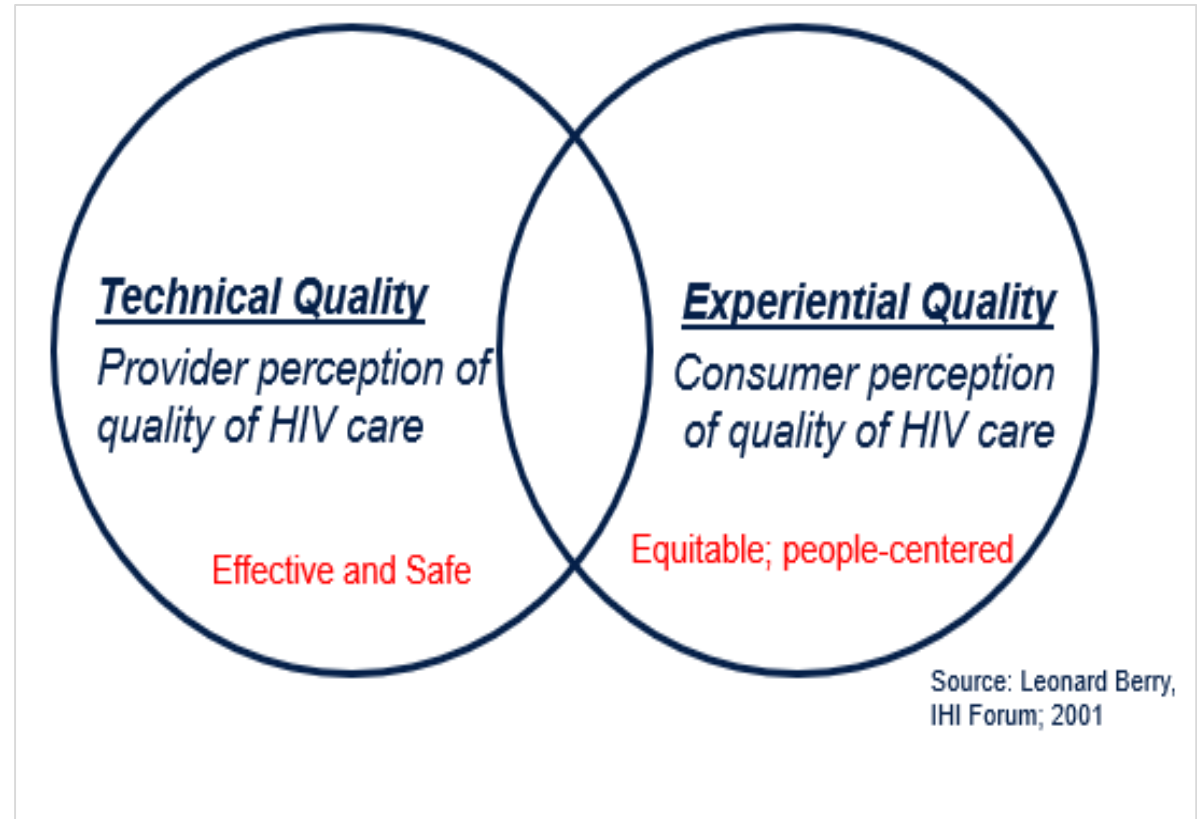 Technical Quality
Provider perception of
quality of HIV care
Effective and Safe
Experiential Quality
Consumer perception
of quality of HIV care
Equitable; people-centered
Source: Leonard Berry,
IHI Forum; 2001